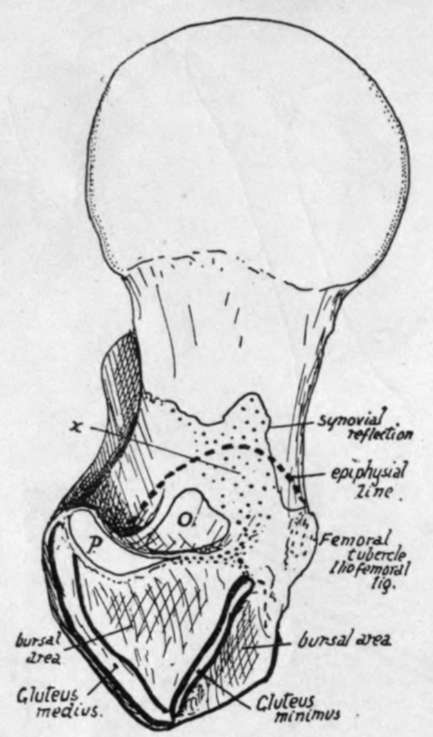 synovial
reflection
x
epiphysial
line.
O.
P.
Femoral
tubercle
Iliofemoral
lig.
bursal
area
bursal area
Gluteus
medius.
Gluteus
minimus